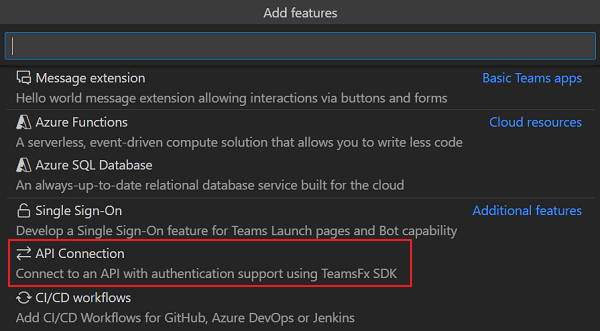 Add features
Message extension Basic Teams apps
Hello world message extension allowing interactions via buttons and forms
Azure Functions Cloud resources
A serverless, event-driven compute solution that allows you to write less code
Azure SQL Database
An always-up-to-date relational database service built for the cloud
Single Sign-On Additional features
Develop a Single Sign-On feature for Teams Launch pages and Bot capability
API Connection
Connect to an API with authentication support using TeamsFx SDK
CI/CD workflows
Add CI/CD Workflows for GitHub, Azure DevOps or Jenkins